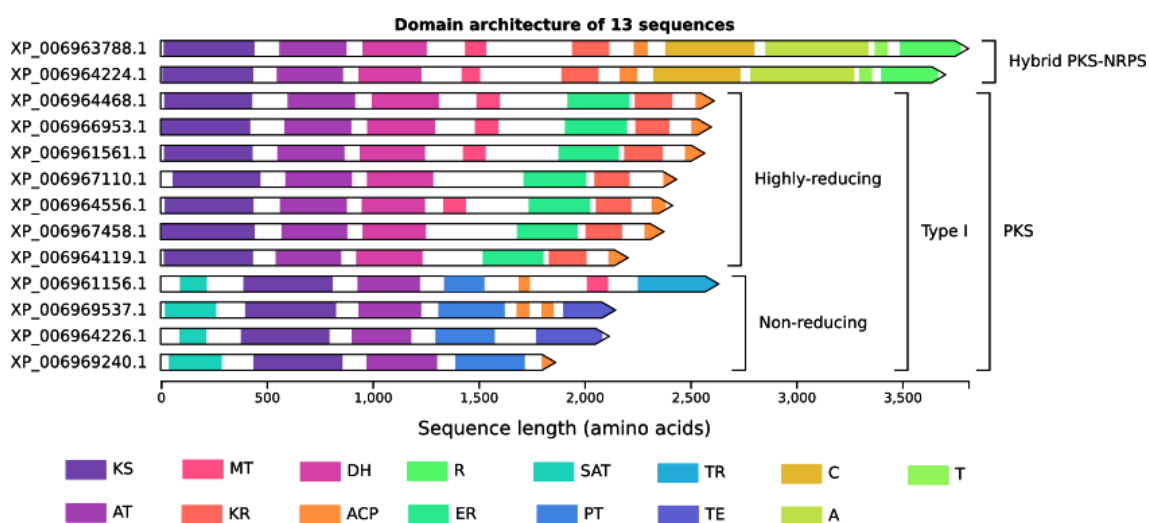 Domain architecture of 13 sequences
XP_006963788.1
XP_006964224.1
Hybrid PKS-NRPS
XP_006964468.1
XP_006966953.1
XP_006961561.1
XP_006967110.1
XP_006964556.1
XP_006967458.1
XP_006964119.1
Highly-reducing
XP_006961156.1
XP_006969537.1
XP_006964226.1
XP_006969240.1
Non-reducing
Type I
PKS
0 500 1,000 1,500 2,000 2,500 3,000 3,500
Sequence length (amino acids)
KS MT DH R SAT TR C T
AT KR ACP ER PT TE A